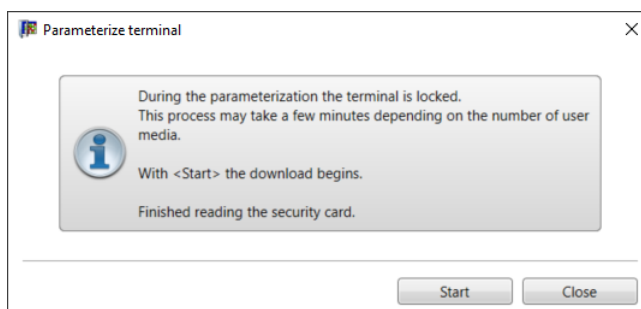 Parameterize terminal
During the parameterization the terminal is locked.
This process may take a few minutes depending on the number of user
media.
With <Start> the download begins.
Finished reading the security card.
Start
Close